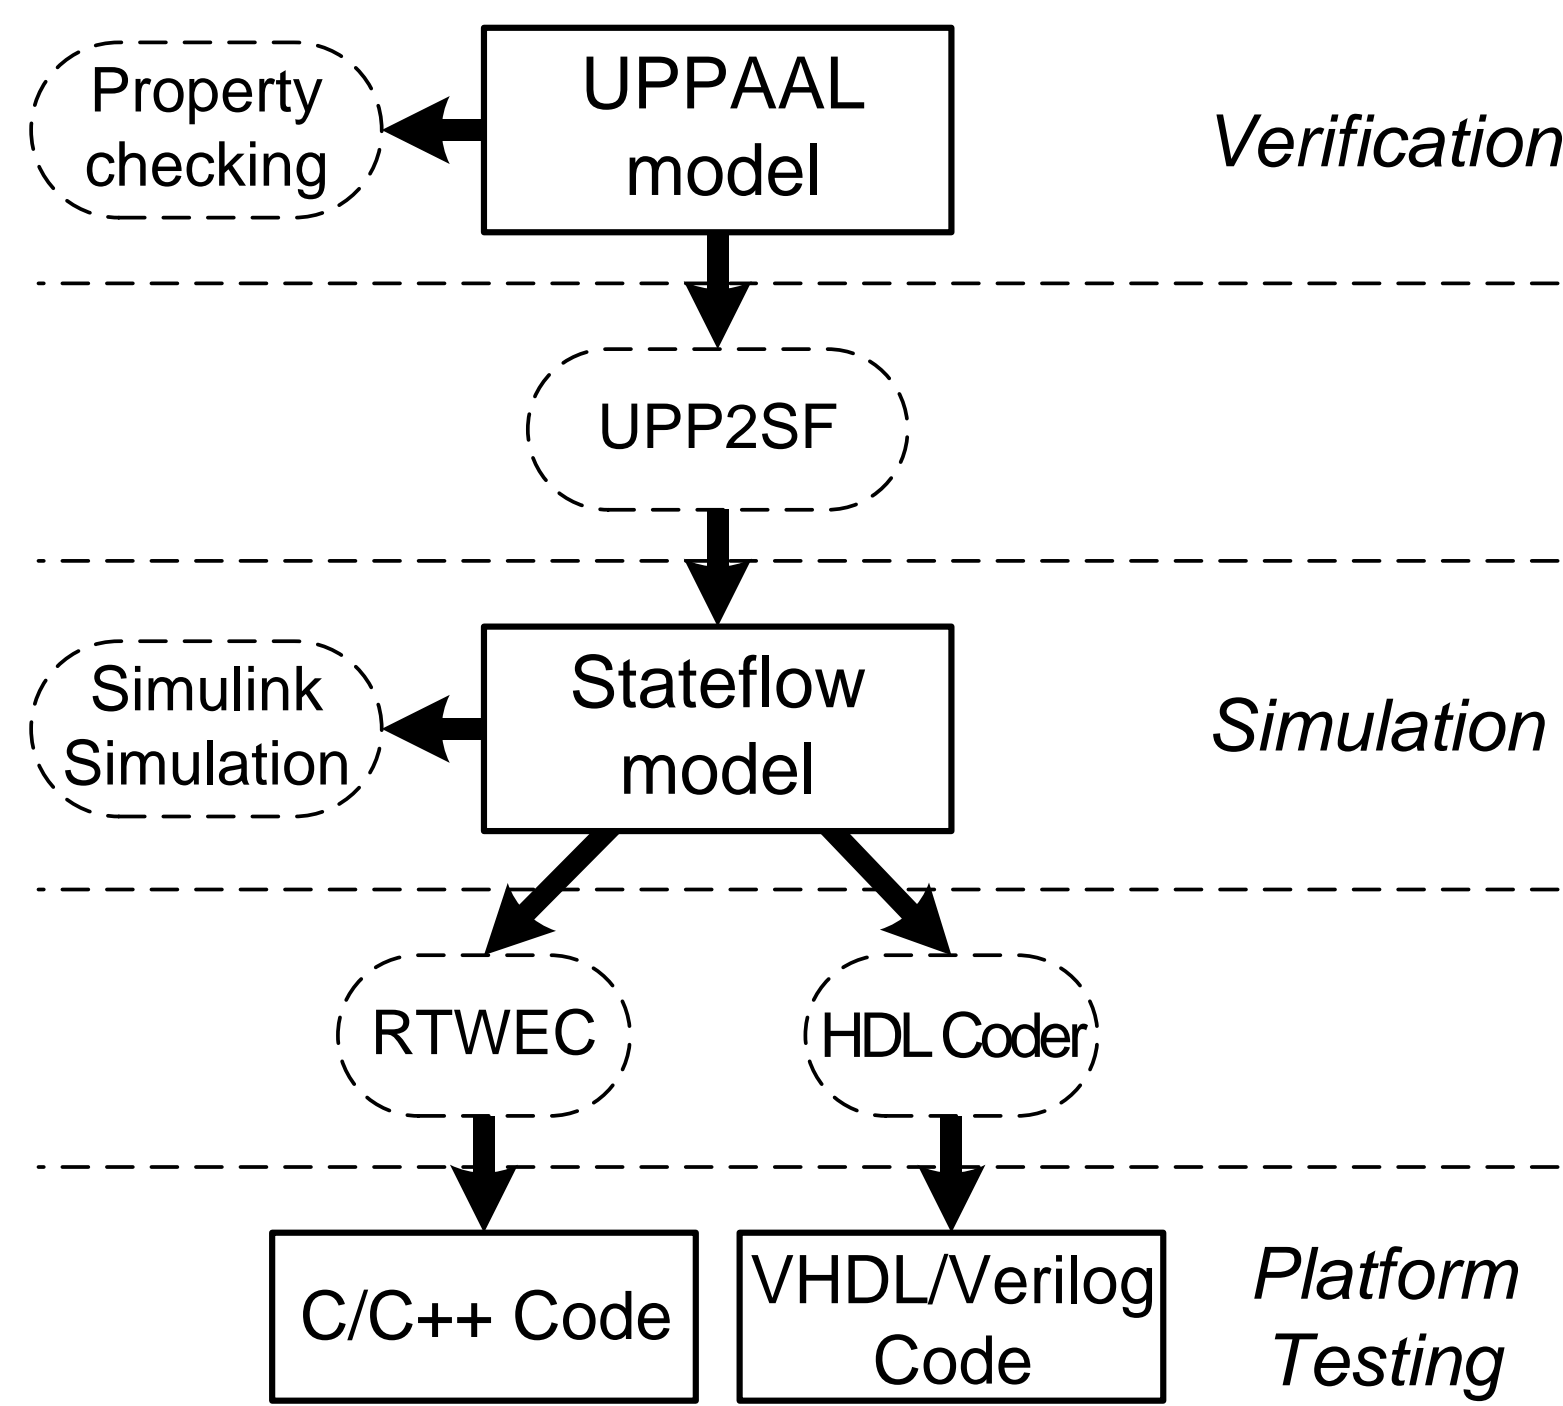 Property
checking
UPPAAL
model
Verification
UPP2SF
Simulink
Simulation
Stateflow
model
Simulation
RTWEC
HDL Coder
C/C++ Code
VHDL/Verilog
Code
Platform
Testing